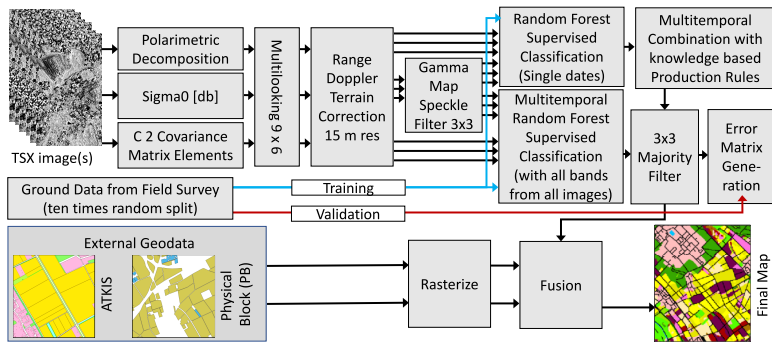 TSX image(s)
Polarimetric
Decomposition
Sigma0 [db]
C 2 Covariance
Matrix Elements
Multilooking 9 x 6
Range
Doppler
Terrain
Correction
15 m res
Gamma
Map
Speckle
Filter 3x3
Random Forest
Supervised
Classification
(Single dates)
Multitemporal
Random Forest
Supervised
Classification
(with all bands
from all images)
Multitemporal
Combination with
knowledge based
Production Rules
3x3
Majority
Filter
Error
Matrix
Gene-
ration
Ground Data from Field Survey
(ten times random split)
Training
Validation
External Geodata
ATKIS
Physical
Block (PB)
Rasterize
Fusion
Final Map